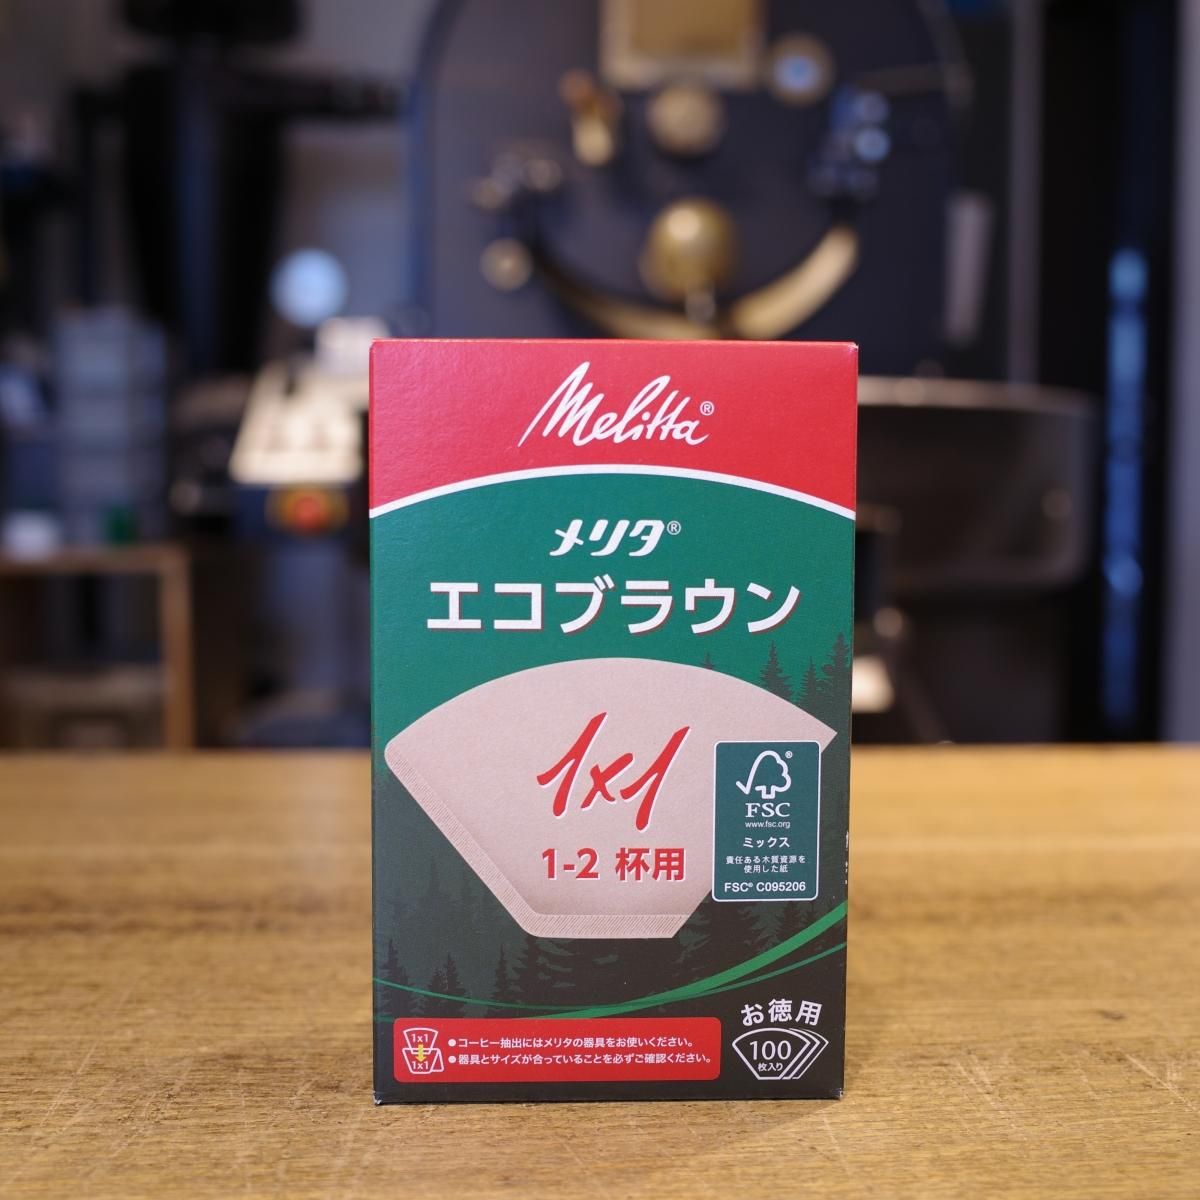 Melitta®
メリタ®
エコブラウン
1x1
1-2 杯用
FSC
www.fsc.org
ミックス
責任ある木質資源を
使用した紙
FSC® C095206
お徳用
100
枚入り
1x1
1x1
●コーヒー抽出にはメリタの器具をお使いください。
●器具とサイズが合っていることを必ずご確認ください。